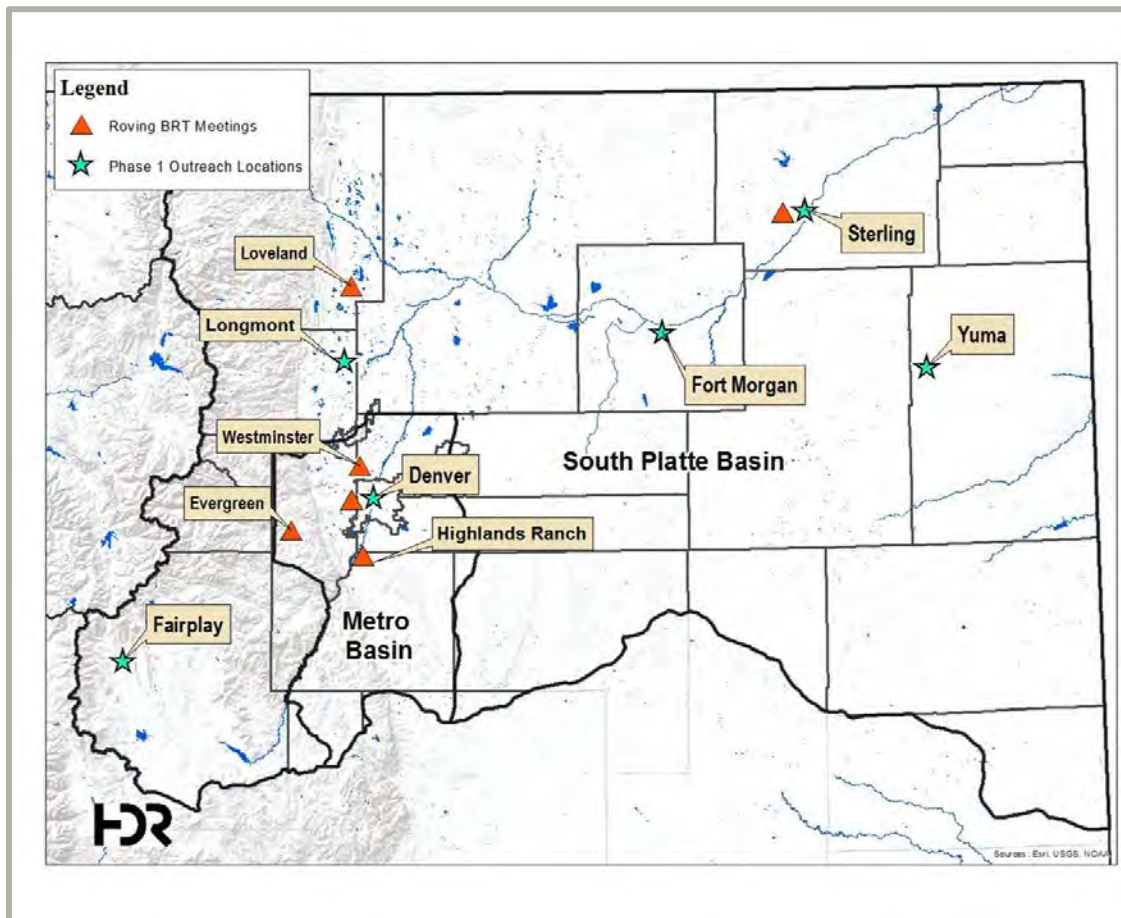 Legend
Roving BRT Meetings
Phase 1 Outreach Locations
Sterling
Loveland
Longmont
Yuma
Fort Morgan
Westminster
South Platte Basin
Denver
Evergreen
Highlands Ranch
Fairplay
Metro
Basin
HDR
Sources: Esri, USGS, NOAA